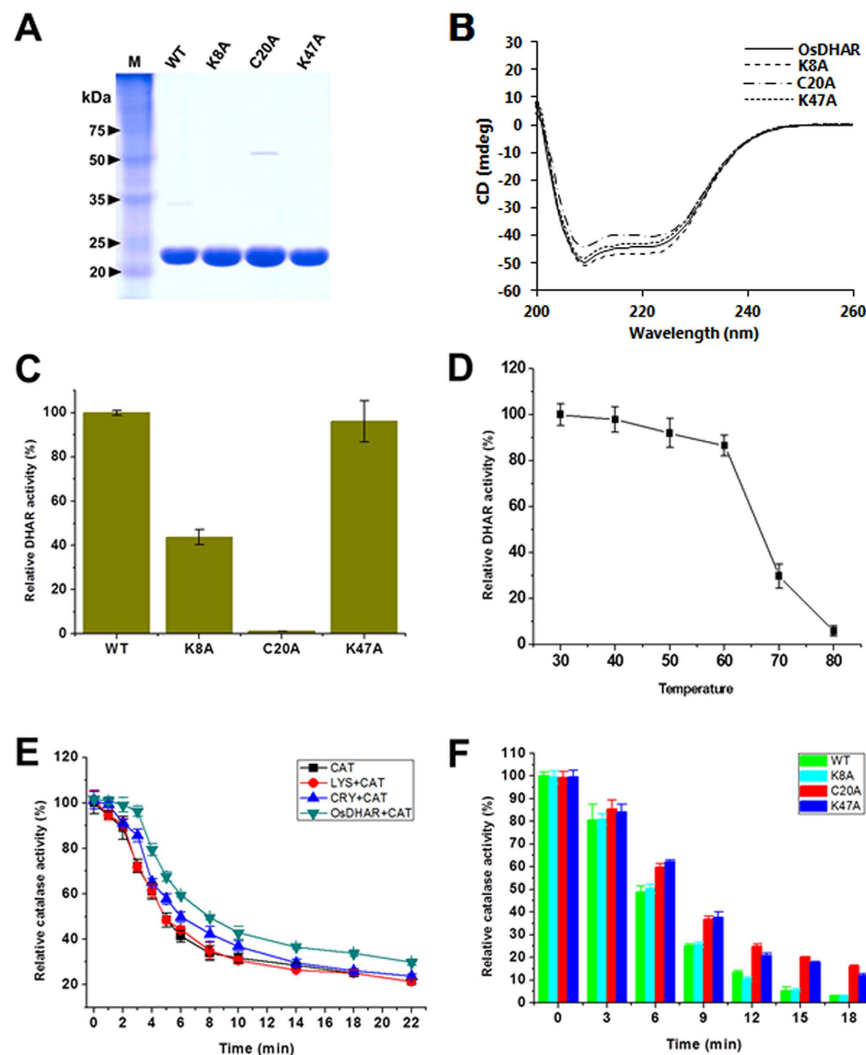 A
M
WT
K8A
C20A
K47A
kDa
75
50
35
25
20
B
OsDHAR
K8A
C20A
K47A
CD (mdeg)
30
20
10
0
-10
-20
-30
-40
-50
-60
200
220
240
260
Wavelength (nm)
C
Relative DHAR activity (%)
100
80
60
40
20
0
WT
K8A
C20A
K47A
D
Relative DHAR activity (%)
120
100
80
60
40
20
0
30
40
50
60
70
80
Temperature
E
CAT
LYS+CAT
CRY+CAT
OsDHAR+CAT
Relative catalase activity (%)
120
100
80
60
40
20
0
2
4
6
8
10
12
14
16
18
20
22
Time (min)
F
WT
K8A
C20A
K47A
Relative catalase activity (%)
110
100
90
80
70
60
50
40
30
20
10
0
0
3
6
9
12
15
18
Time (min)